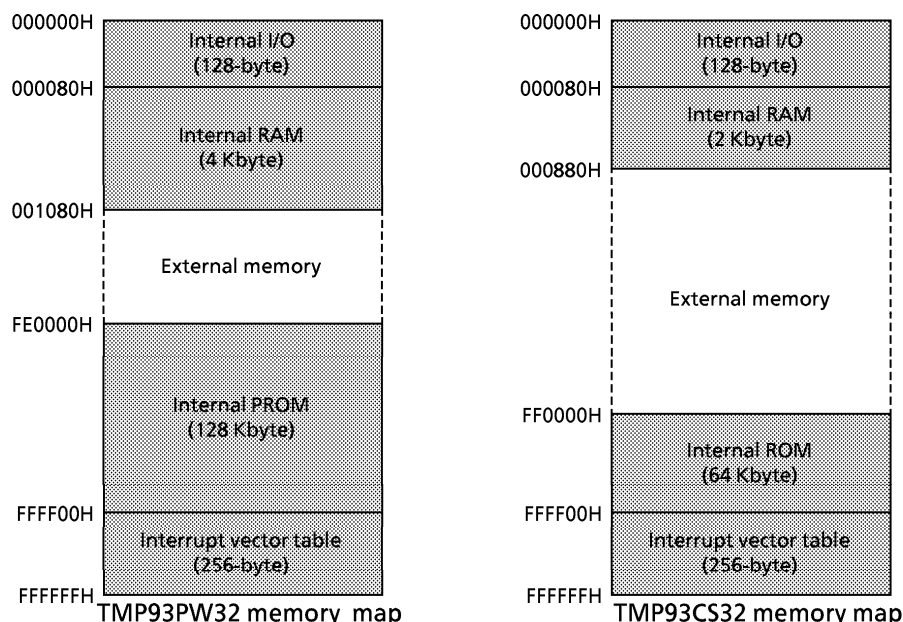 000000H
Internal I/O
(128-byte)
000080H
Internal RAM
(4 Kbyte)
001080H
External memory
FE0000H
Internal PROM
(128 Kbyte)
FFFF00H
Interrupt vector table
(256-byte)
FFFFFFH
TMP93PW32 memory map
000000H
Internal I/O
(128-byte)
000080H
Internal RAM
(2 Kbyte)
000880H
External memory
FF0000H
Internal ROM
(64 Kbyte)
FFFF00H
Interrupt vector table
(256-byte)
FFFFFFH
TMP93CS32 memory map